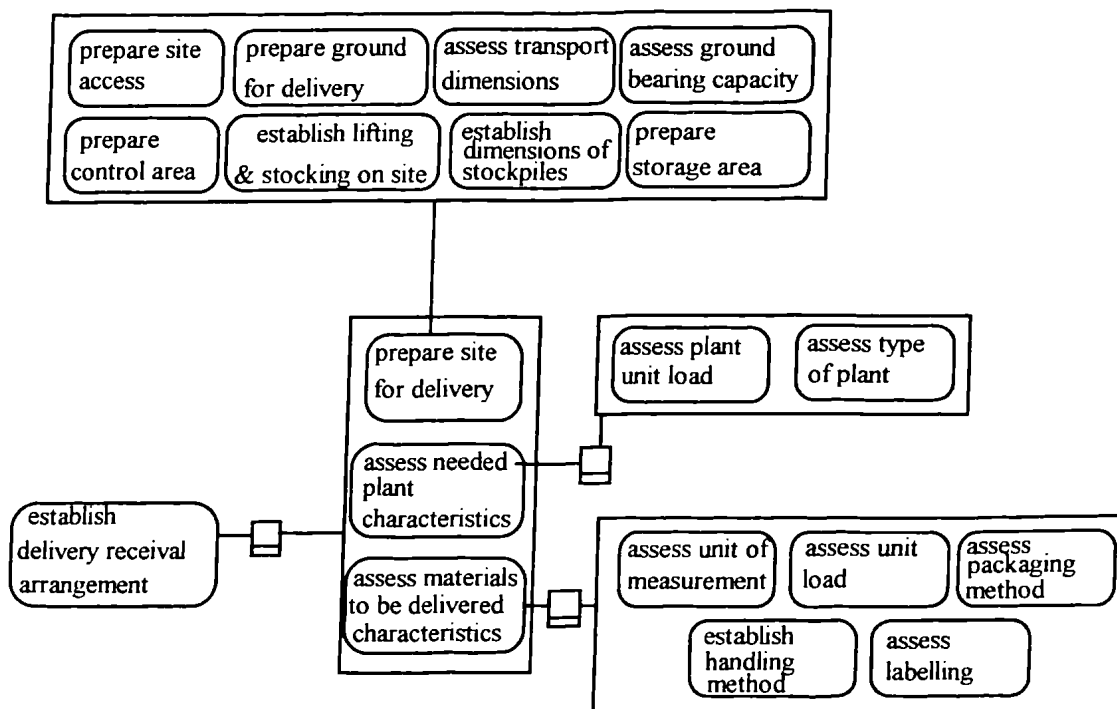 prepare site
access
prepare ground
for delivery
assess transport
dimensions
assess ground
bearing capacity
prepare
control area
establish lifting
& stocking on site
establish
dimensions of
stockpiles
prepare
storage area
prepare site
for delivery
assess plant
unit load
assess type
of plant
assess needed
plant
characteristics
establish
delivery receival
arrangement
assess materials
to be delivered
characteristics
assess unit of
measurement
assess unit
load
assess
packaging
method
establish
handling
method
assess
labelling